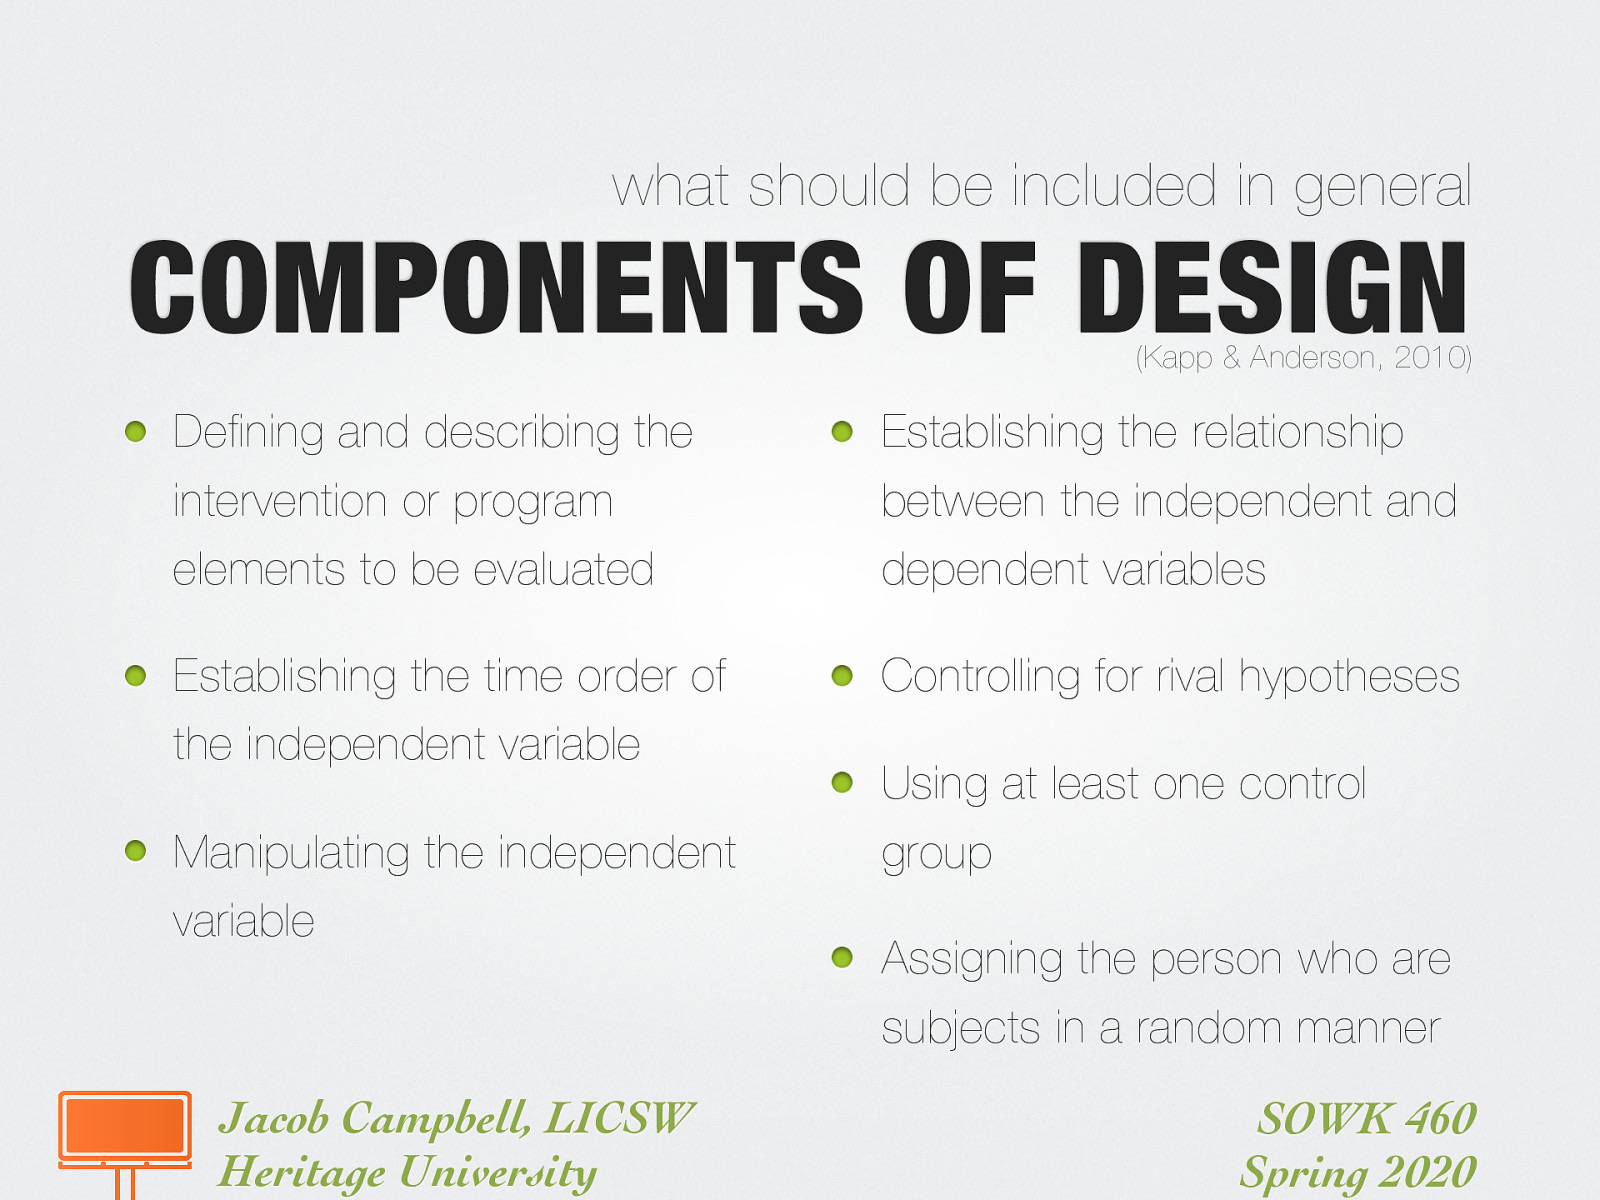 what should be included in general
COMPONENTS OF DESIGN
(Kapp & Anderson, 2010)
Defining and describing the
intervention or program
elements to be evaluated
Establishing the time order of
the independent variable
Manipulating the independent
variable
Establishing the relationship
between the independent and
dependent variables
Controlling for rival hypotheses
Using at least one control
group
Assigning the person who are
subjects in a random manner
Jacob Campbell, LICSW
Heritage University
SOWK 460
Spring 2020